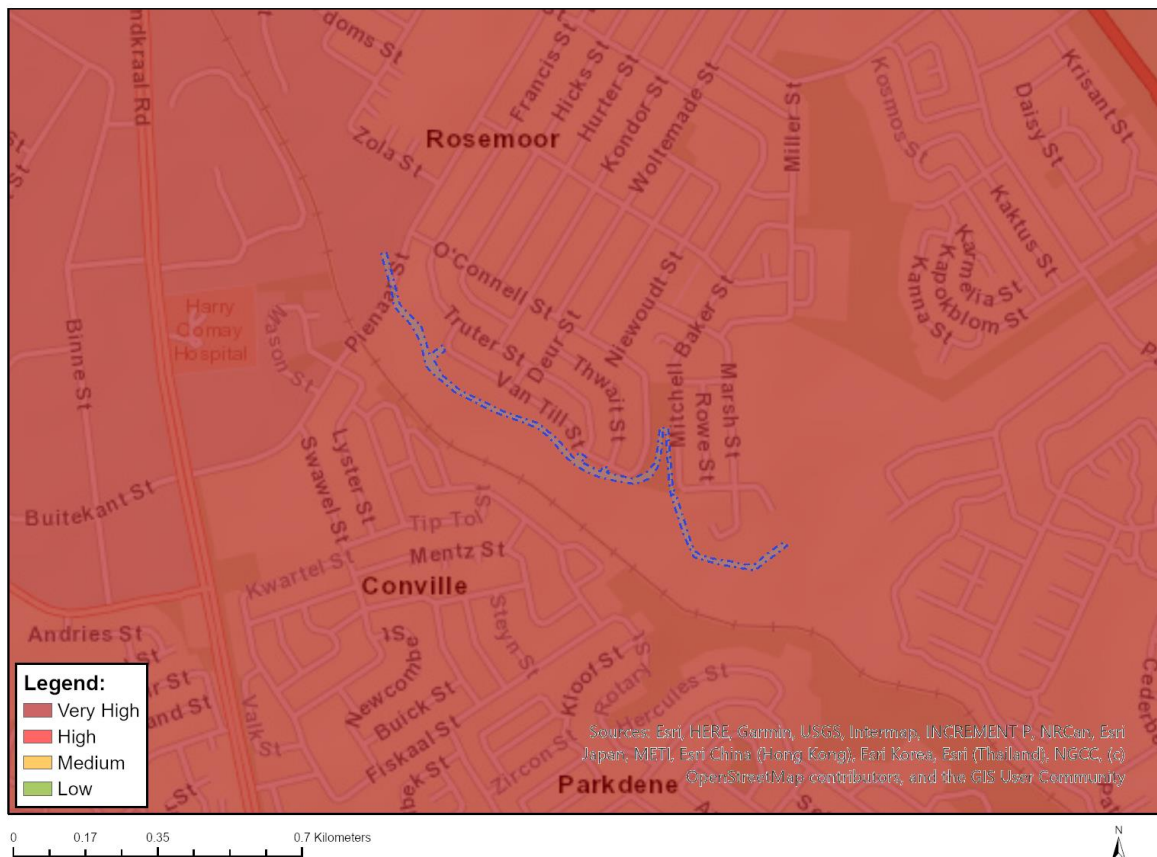 ndkraal Rd
doms St
Francis St
Hicks St
Hurter St
Kondor St
Woltemade St
Miller St
Kosmos St
Krisant St
Daisy St
Rosemoor
Zola St
Kaktus St
Karmelia St
Kapokblom St
Kanna St
O'Connell St
Plenaar St
Niewoudt St
Baker St
Mitchell
Harry
Comay
Hospital
Mason St
Truter St
Deur St
Thwait St
Van Till St
Marsh St
Rowe St
Binne St
Lyster St
Swawel St
Buitekant St
Tip Tol St
Mentz St
Kwartel St
Conville
Steyn St
Andries St
St
Newcombe
Buick St
Kloof St
Rotary St
Hercules St
Fiskaal St
Zircon St
and St
Valk St
Parkdene
Legend:
Very High
High
Medium
Low
Sources: Esri, HERE, Garmin, USGS, Intermap, INCREMENT P, NRCan, Esri
Japan, METI, Esri China (Hong Kong), Esri Korea, Esri (Thailand), NGCC, (c)
OpenStreetMap contributors, and the GIS User Community
0 0.17 0.35 0.7 Kilometers
N